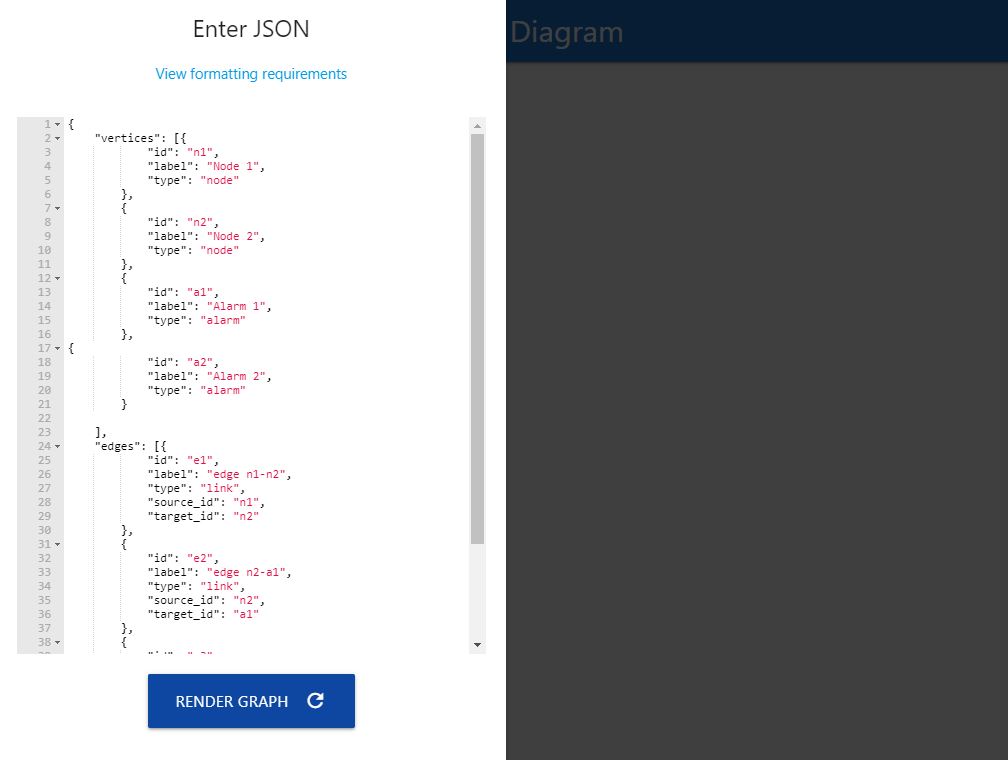 Enter JSON
Diagram
View formatting requirements
1 {
2 "vertices": [{
3 "id": "n1",
4 "label": "Node 1",
5 "type": "node"
6 },
7 {
8 "id": "n2",
9 "label": "Node 2",
10 "type": "node"
11 },
12 {
13 "id": "a1",
14 "label": "Alarm 1",
15 "type": "alarm"
16 },
17 {
18 "id": "a2",
19 "label": "Alarm 2",
20 "type": "alarm"
21 }
22
23 ],
24 "edges": [{
25 "id": "e1",
26 "label": "edge n1-n2",
27 "type": "link",
28 "source_id": "n1",
29 "target_id": "n2"
30 },
31 {
32 "id": "e2",
33 "label": "edge n2-a1",
34 "type": "link",
35 "source_id": "n2",
36 "target_id": "a1"
37 },
38 {
RENDER GRAPH